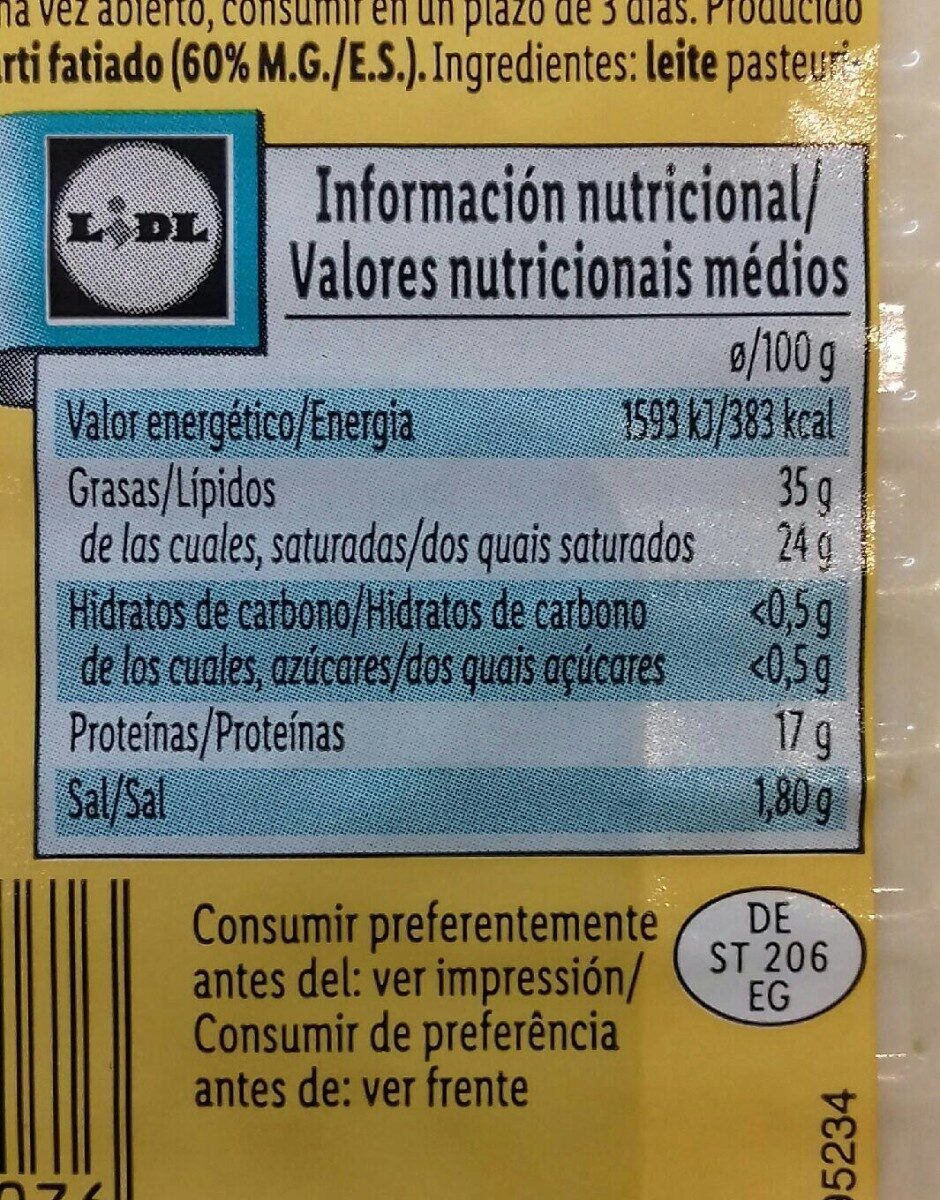 vez abierto, consumir en un plazo de 3 días. Producido
fatiado (60% M.G./E.S.). Ingredientes: leite
LiDL
Información nutricional/
Valores nutricionais médios
ø/100 g
Valor energético/Energia 1593 kJ/383 kcal
Grasas/Lípidos 35 g
de las cuales, saturadas/dos quais saturados 24 g
Hidratos de carbono/Hidratos de carbono <0,5 g
de los cuales, azúcares/dos quais açúcares <0,5 g
Proteínas/Proteínas 17 g
Sal/Sal 1,80 g
Consumir preferentemente
antes del: ver impressión/
Consumir de preferência
antes de: ver frente
DE
ST 206
EG
5234